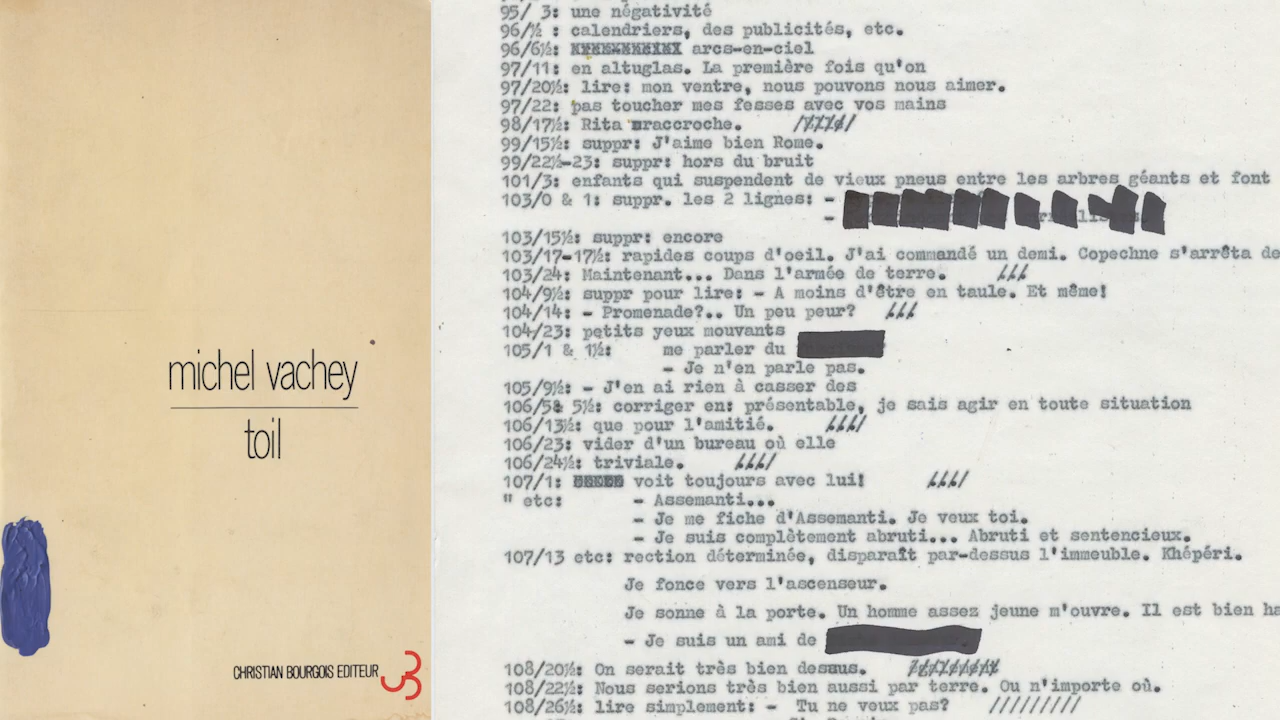 michel vachey
toil
CHRISTIAN BOURGOIS EDITEUR
95/ 3: une négativité
96/½ : calendriers, des publicités, etc.
96/6½: arcs-en-ciel
97/11: en altuglas. La première fois qu'on
97/20½: lire: mon ventre, nous pouvons nous aimer.
97/22: pas toucher mes fesses avec vos mains
98/17½: Rita raccroche.
99/15½: suppr: J'aime bien Rome.
99/22½-23: suppr: hors du bruit
101/3: enfants qui suspendent de vieux pneus entre les arbres géants et font
103/0 & 1: suppr. les 2 lignes: -
-
103/15½: suppr: encore
103/17-17½: rapides coups d'oeil. J'ai commandé un demi. Copechne s'arrêta de
103/24: Maintenant... Dans l'armée de terre.
104/9½: suppr pour lire: - A moins d'être en taule. Et même!
104/14: - Promenade?.. Un peu peur?
104/23: petits yeux mouvants
105/1 & 1½: me parler du
- Je n'en parle pas.
105/9½: - J'en ai rien à casser des
106/5& 5½: corriger en: présentable, je sais agir en toute situation
106/13½: que pour l'amitié.
106/23: vider d'un bureau où elle
106/24½: triviale.
107/1: voit toujours avec lui!
" etc: - Assemanti...
- Je me fiche d'Assemanti. Je veux toi.
- Je suis complètement abruti... Abruti et sentencieux.
107/13 etc: rection déterminée, disparaît par-dessus l'immeuble. Khépéri.
Je fonce vers l'ascenseur.
Je sonne à la porte. Un homme assez jeune m'ouvre. Il est bien ha
- Je suis un ami de
108/20½: On serait très bien dessus.
108/22½: Nous serions très bien aussi par terre. Ou n'importe où.
108/26½: lire simplement: - Tu ne veux pas?